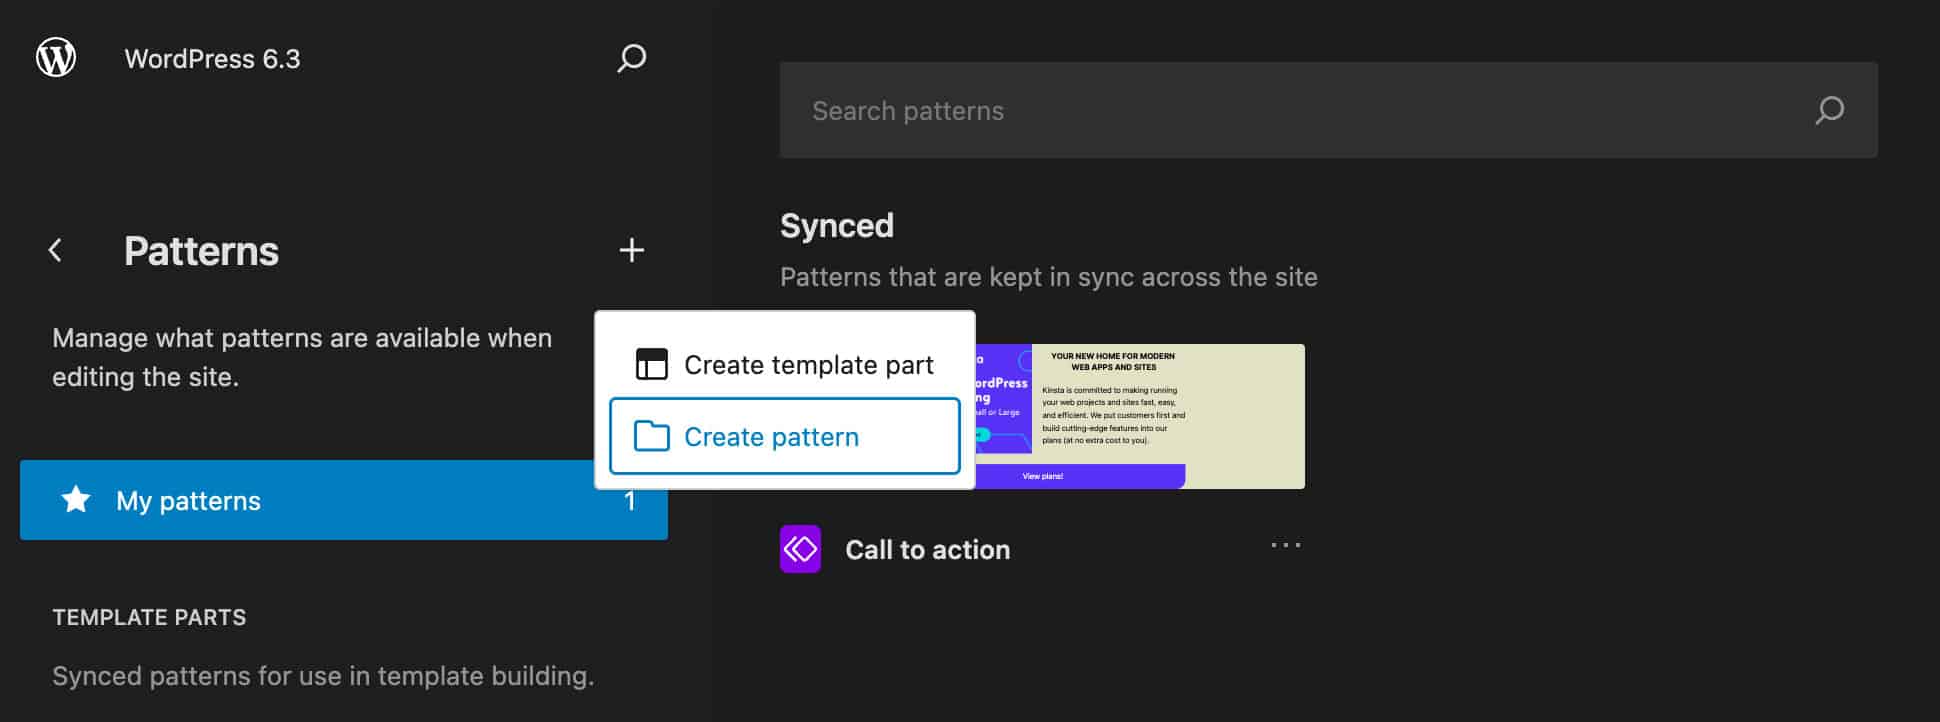 WordPress 6.3
Search patterns
Patterns
Manage what patterns are available when
editing the site.
My patterns
1
TEMPLATE PARTS
Synced patterns for use in template building.
Create template part
Create pattern
Synced
Patterns that are kept in sync across the site
ordPress
ng
all or Large
YOUR NEW HOME FOR MODERN
WEB APPS AND SITES
Kinsta is committed to making running
your web projects and sites fast, easy,
and efficient. We put customers first and
build cutting-edge features into our
plans (at no extra cost to you).
View plans!
Call to action